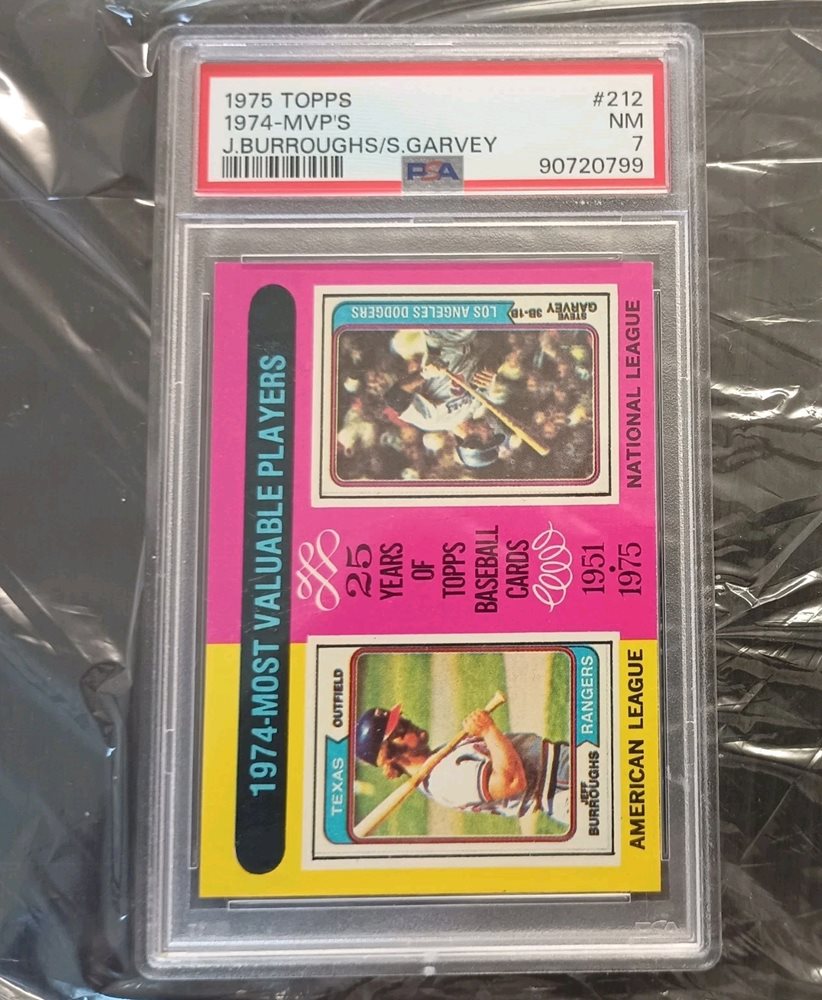 1975 TOPPS #212
1974-MVP'S NM
J.BURROUGHS/S.GARVEY 7
PSA 90720799
1974-MOST VALUABLE PLAYERS
TEXAS OUTFIELD
JEFF
BURROUGHS RANGERS
AMERICAN LEAGUE
25
YEARS
OF
TOPPS
BASEBALL
CARDS
1951
1975
LOS ANGELES DODGERS
STEVE
GARVEY 3B-1B
NATIONAL LEAGUE
PSA